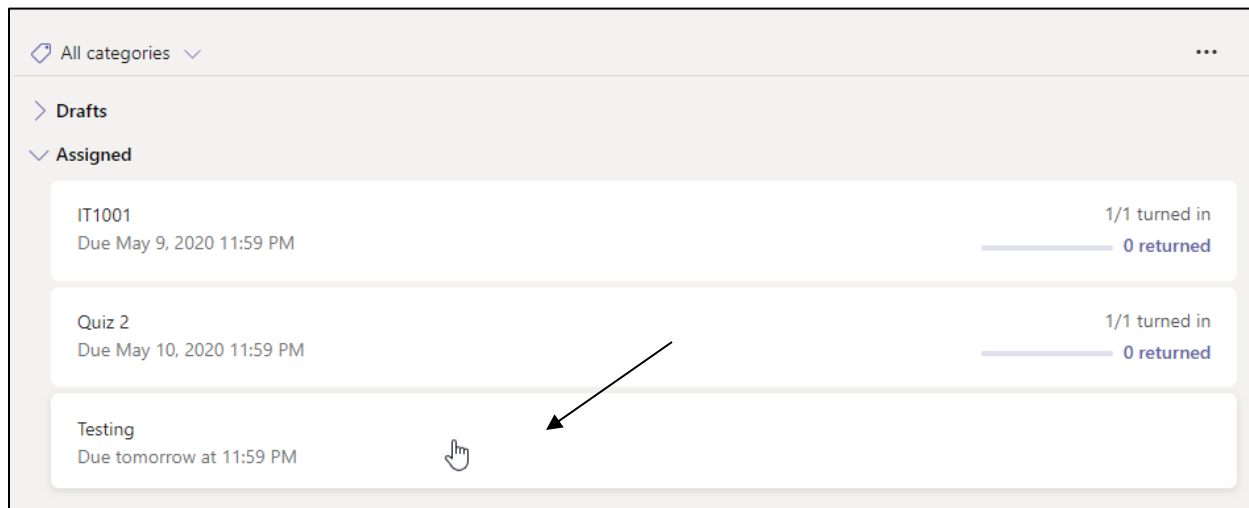 All categories
Drafts
Assigned
IT1001
1/1 turned in
Due May 9, 2020 11:59 PM
0 returned
Quiz 2
1/1 turned in
Due May 10, 2020 11:59 PM
0 returned
Testing
Due tomorrow at 11:59 PM